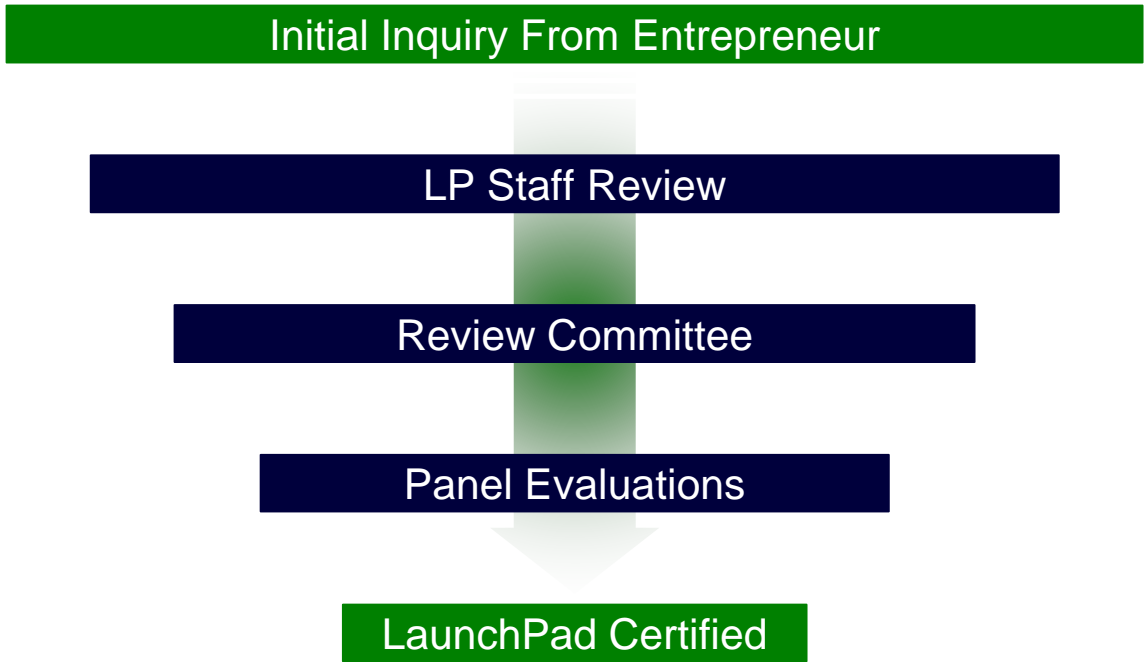 Initial Inquiry From Entrepreneur
LP Staff Review
Review Committee
Panel Evaluations
LaunchPad Certified